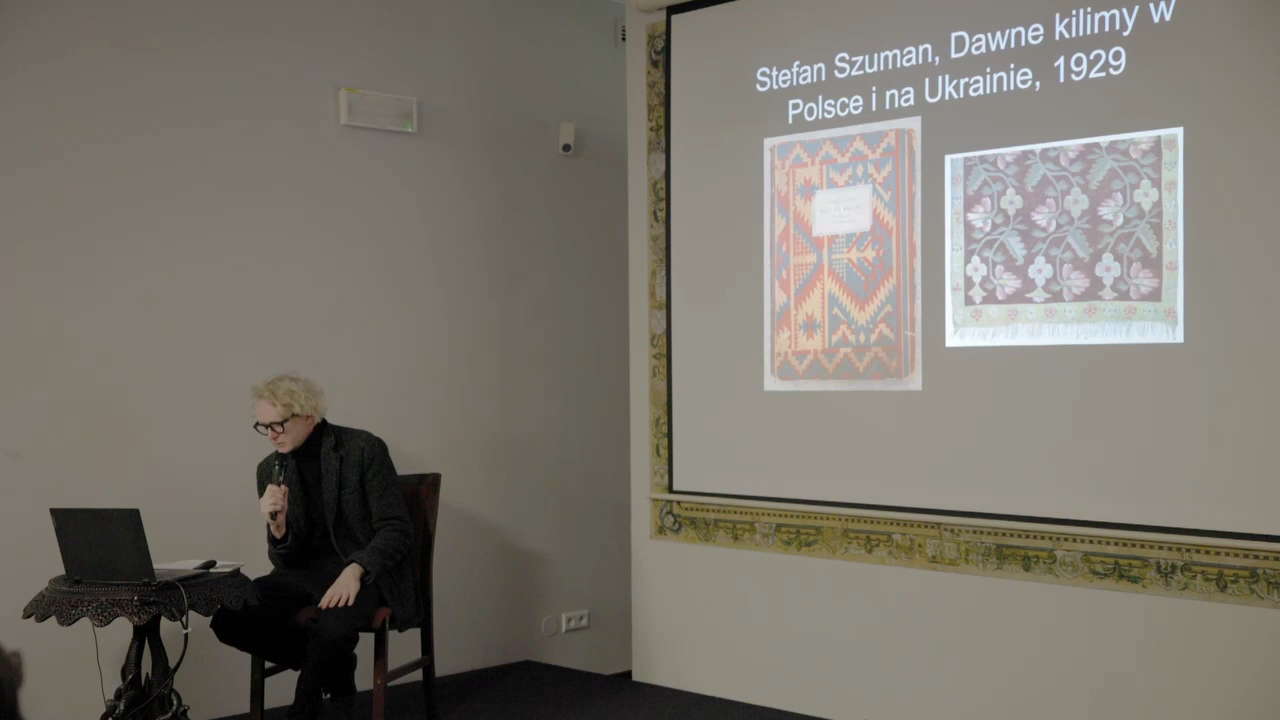 Stefan Szuman, Dawne kilimy w
Polsce i na Ukrainie, 1929